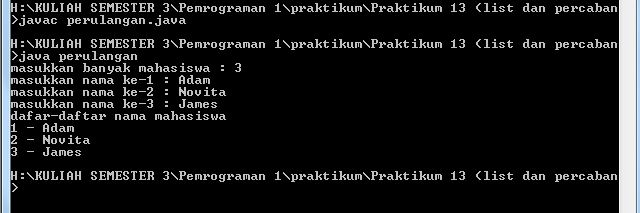 H:\KULIAH SEMESTER 3\Pemrograman 1\praktikum\Praktikum 13 (list dan percaban
>javac perulangan.java
H:\KULIAH SEMESTER 3\Pemrograman 1\praktikum\Praktikum 13 (list dan percaban
>java perulangan
masukkan banyak mahasiswa : 3
masukkan nama ke-1 : Adam
masukkan nama ke-2 : Novita
masukkan nama ke-3 : James
dafar-daftar nama mahasiswa
1 - Adam
2 - Novita
3 - James
H:\KULIAH SEMESTER 3\Pemrograman 1\praktikum\Praktikum 13 (list dan percaban
>